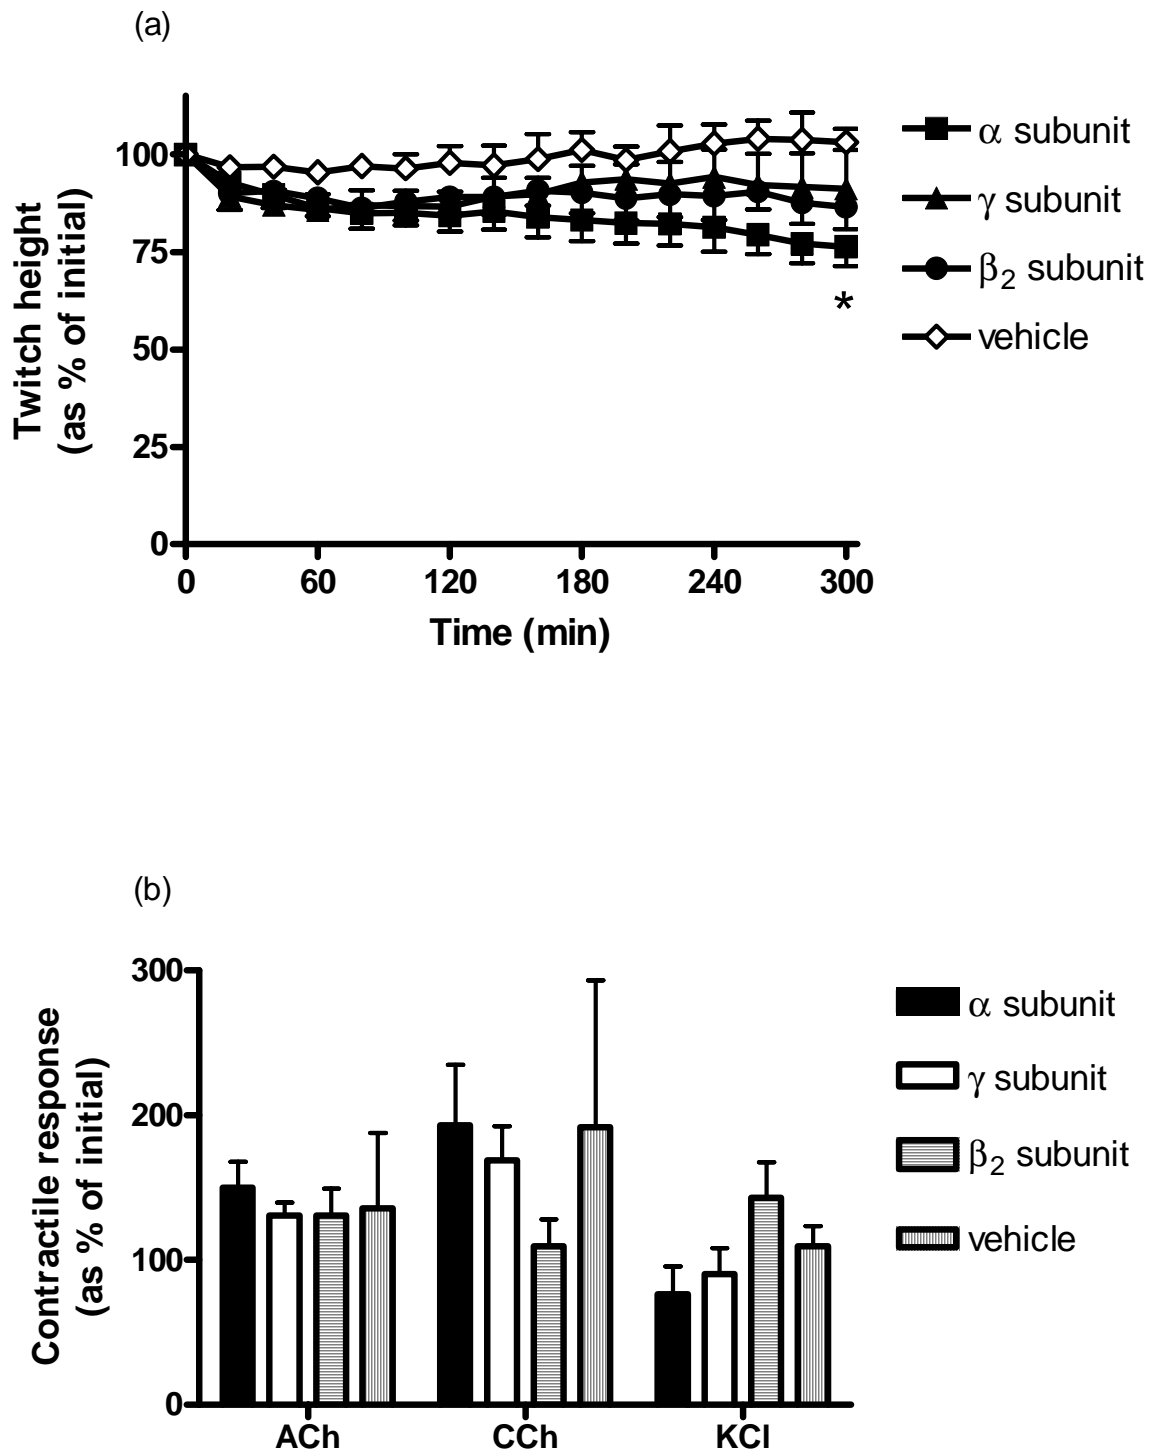 (a)
Twitch height
(as % of initial)
100
75
50
25
0
0 60 120 180 240 300
Time (min)
*
α subunit
γ subunit
β2 subunit
vehicle
(b)
Contractile response
(as % of initial)
300
200
100
0
ACh CCh KCl
α subunit
γ subunit
β2 subunit
vehicle